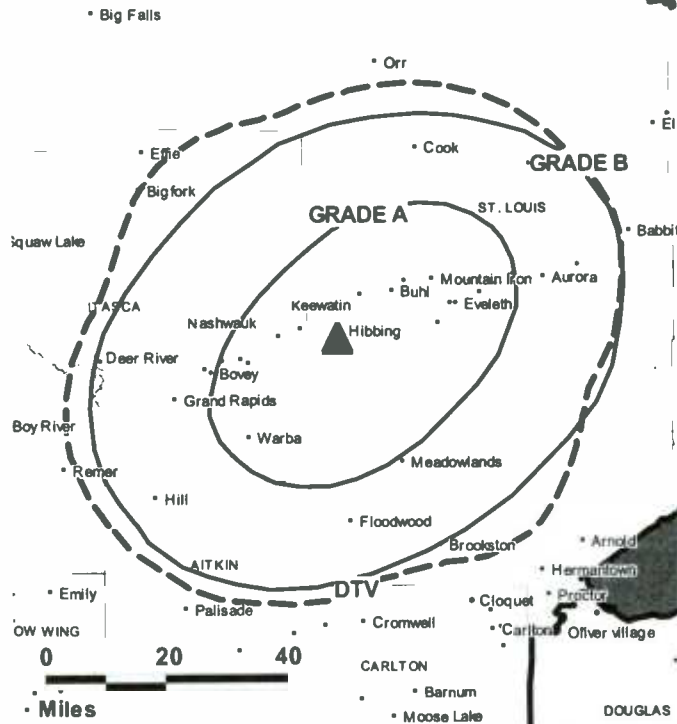 Big Falls
Orr
El
Effie
Cook
GRADE B
Bigfork
GRADE A
ST. LOUIS
Babbit
Squaw Lake
Mountain Iron
Aurora
Buhl
ITASCA
Keewatin
Eveleth
Nashwauk
Hibbing
Deer River
Bovey
Grand Rapids
Boy River
Warba
Meadowlands
Remer
Hill
Floodwood
Brookston
Arnold
AITKIN
Hermantown
DTV
Emily
Proctor
Cloquet
Palisade
Cromwell
Carlton
Oliver village
OW WING
0 20 40
CARLTON
Barnum
Miles
Moose Lake
DOUGLAS